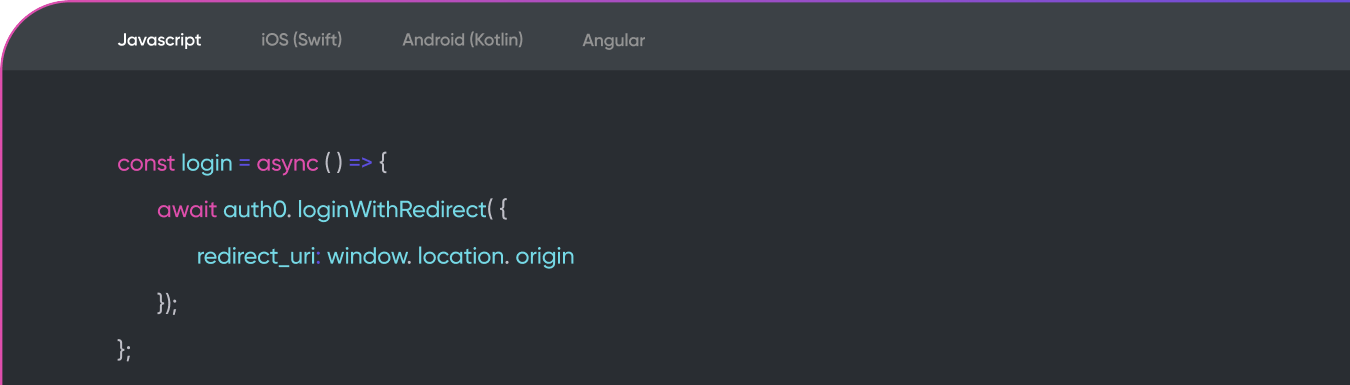 Javascript iOS (Swift) Android (Kotlin) Angular
const login = async ( ) => {
await auth0. loginWithRedirect( {
redirect_uri: window. location. origin
});
};